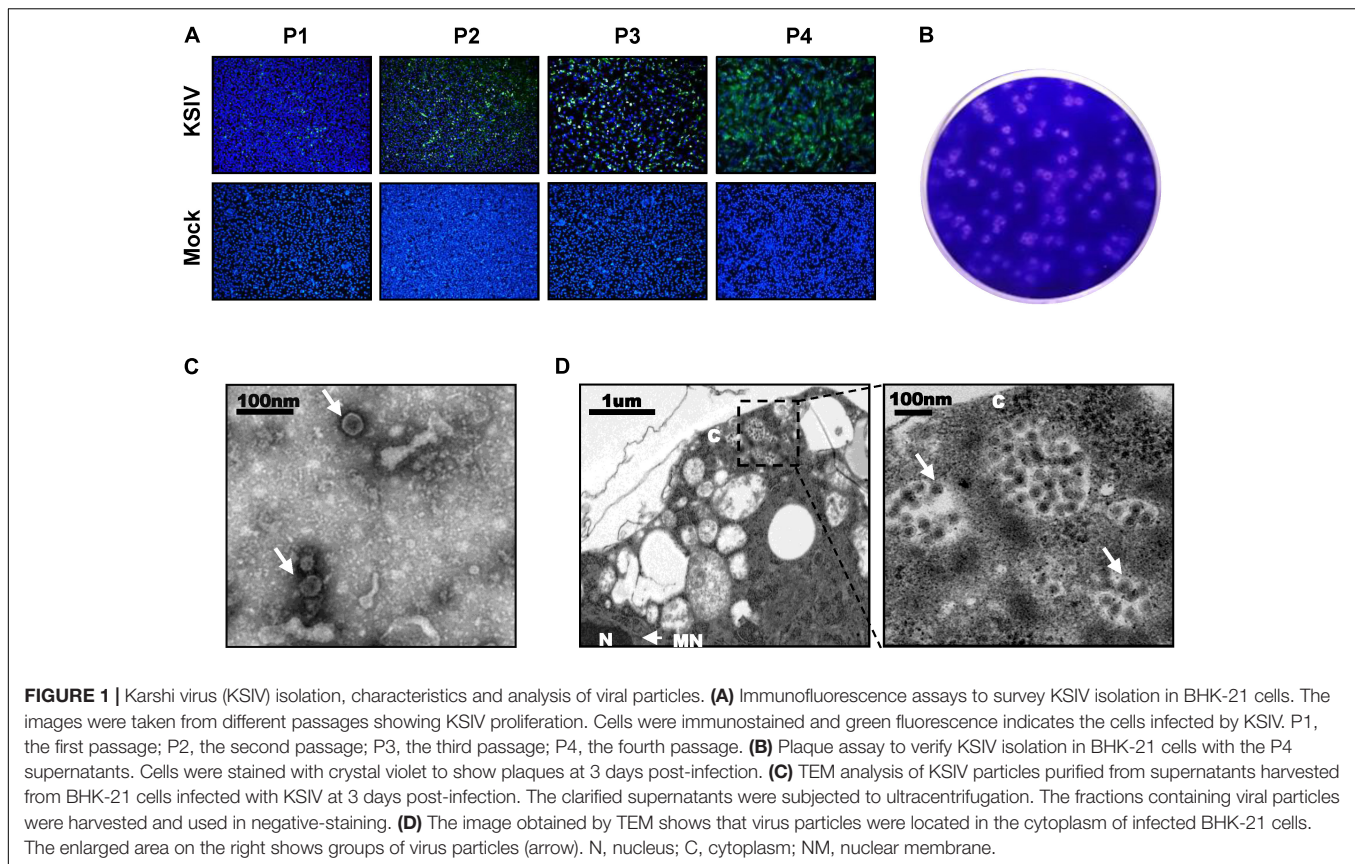 A P1 P2 P3 P4 B
KSIV
Mock
C D
100nm
1um
100nm
C
C
N MN
FIGURE 1 | Karshi virus (KSIV) isolation, characteristics and analysis of viral particles. (A) Immunofluorescence assays to survey KSIV isolation in BHK-21 cells. The
images were taken from different passages showing KSIV proliferation. Cells were immunostained and green fluorescence indicates the cells infected by KSIV. P1,
the first passage; P2, the second passage; P3, the third passage; P4, the fourth passage. (B) Plaque assay to verify KSIV isolation in BHK-21 cells with the P4
supernatants. Cells were stained with crystal violet to show plaques at 3 days post-infection. (C) TEM analysis of KSIV particles purified from supernatants harvested
from BHK-21 cells infected with KSIV at 3 days post-infection. The clarified supernatants were subjected to ultracentrifugation. The fractions containing viral particles
were harvested and used in negative-staining. (D) The image obtained by TEM shows that virus particles were located in the cytoplasm of infected BHK-21 cells.
The enlarged area on the right shows groups of virus particles (arrow). N, nucleus; C, cytoplasm; NM, nuclear membrane.